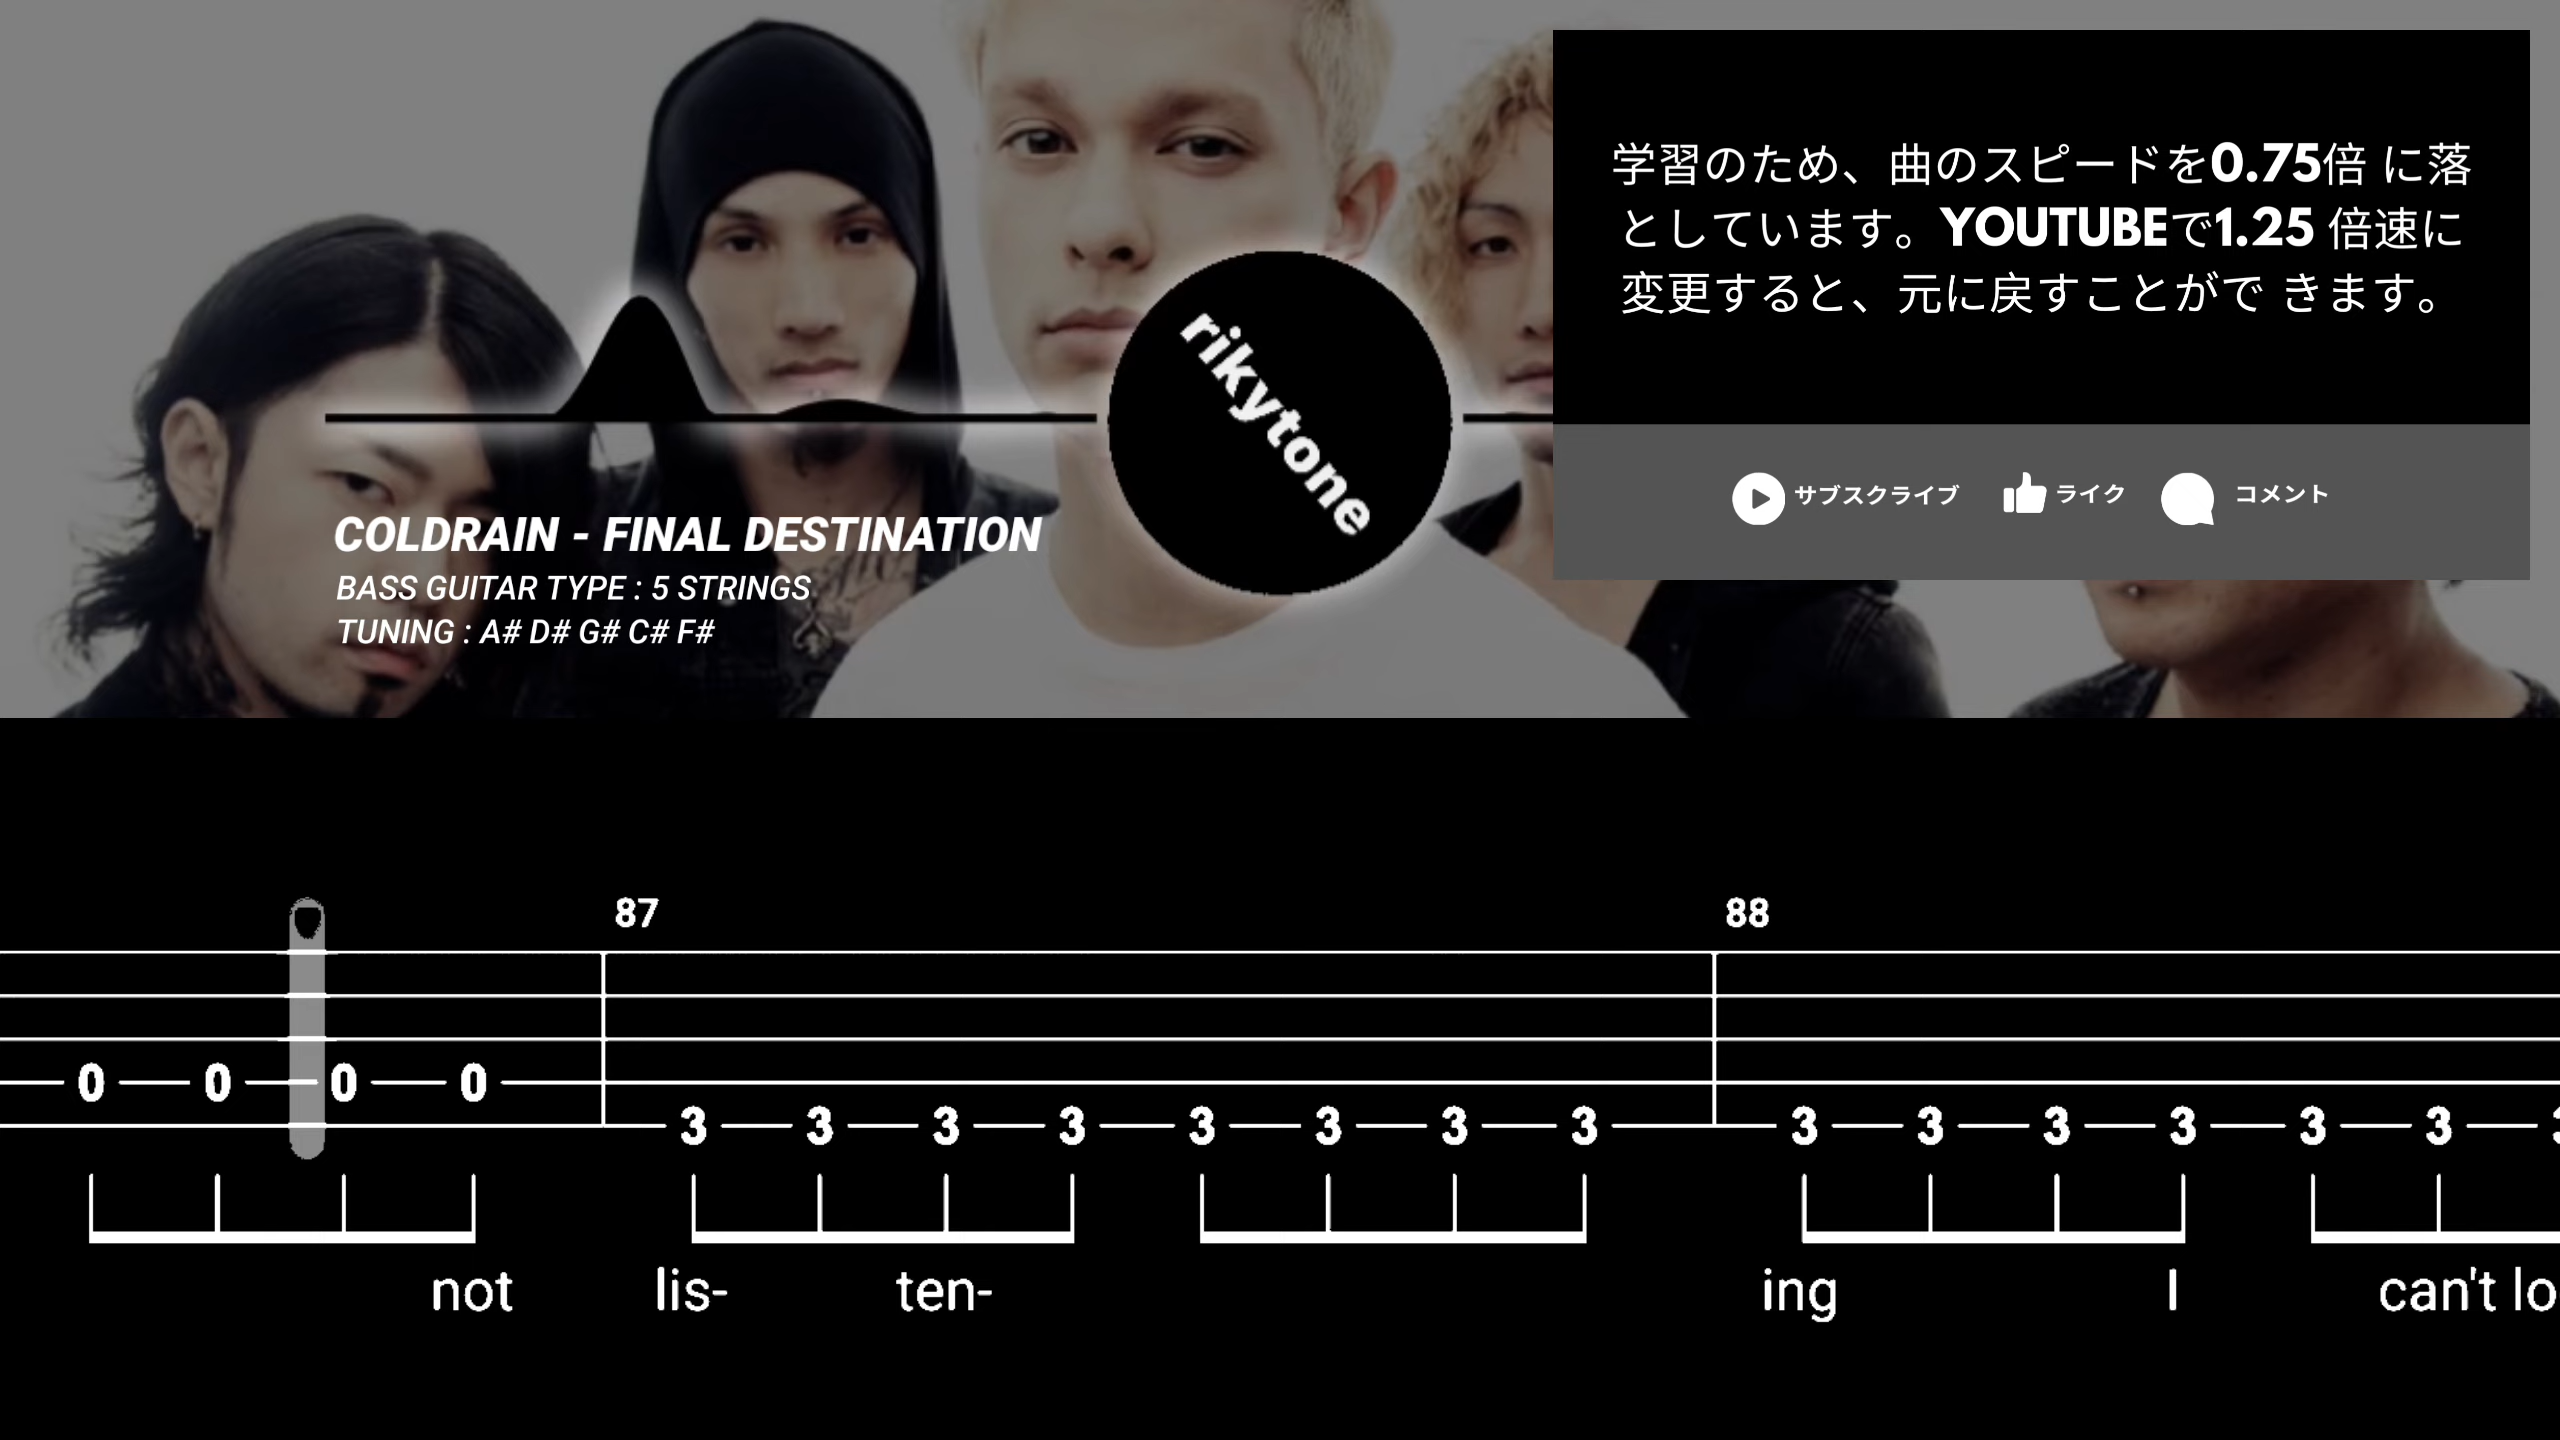 学習のため、曲のスピードを0.75倍 に落
としています。YOUTUBEで1.25 倍速に
変更すると、元に戻すことがで きます。
rikytone
サブスクライブ ライク コメント
COLDRAIN - FINAL DESTINATION
BASS GUITAR TYPE : 5 STRINGS
TUNING : A# D# G# C# F#
87 88
0 0 0 0
3 3 3 3 3 3 3 3 3 3 3 3 3 3
not lis- ten- ing I can't lo